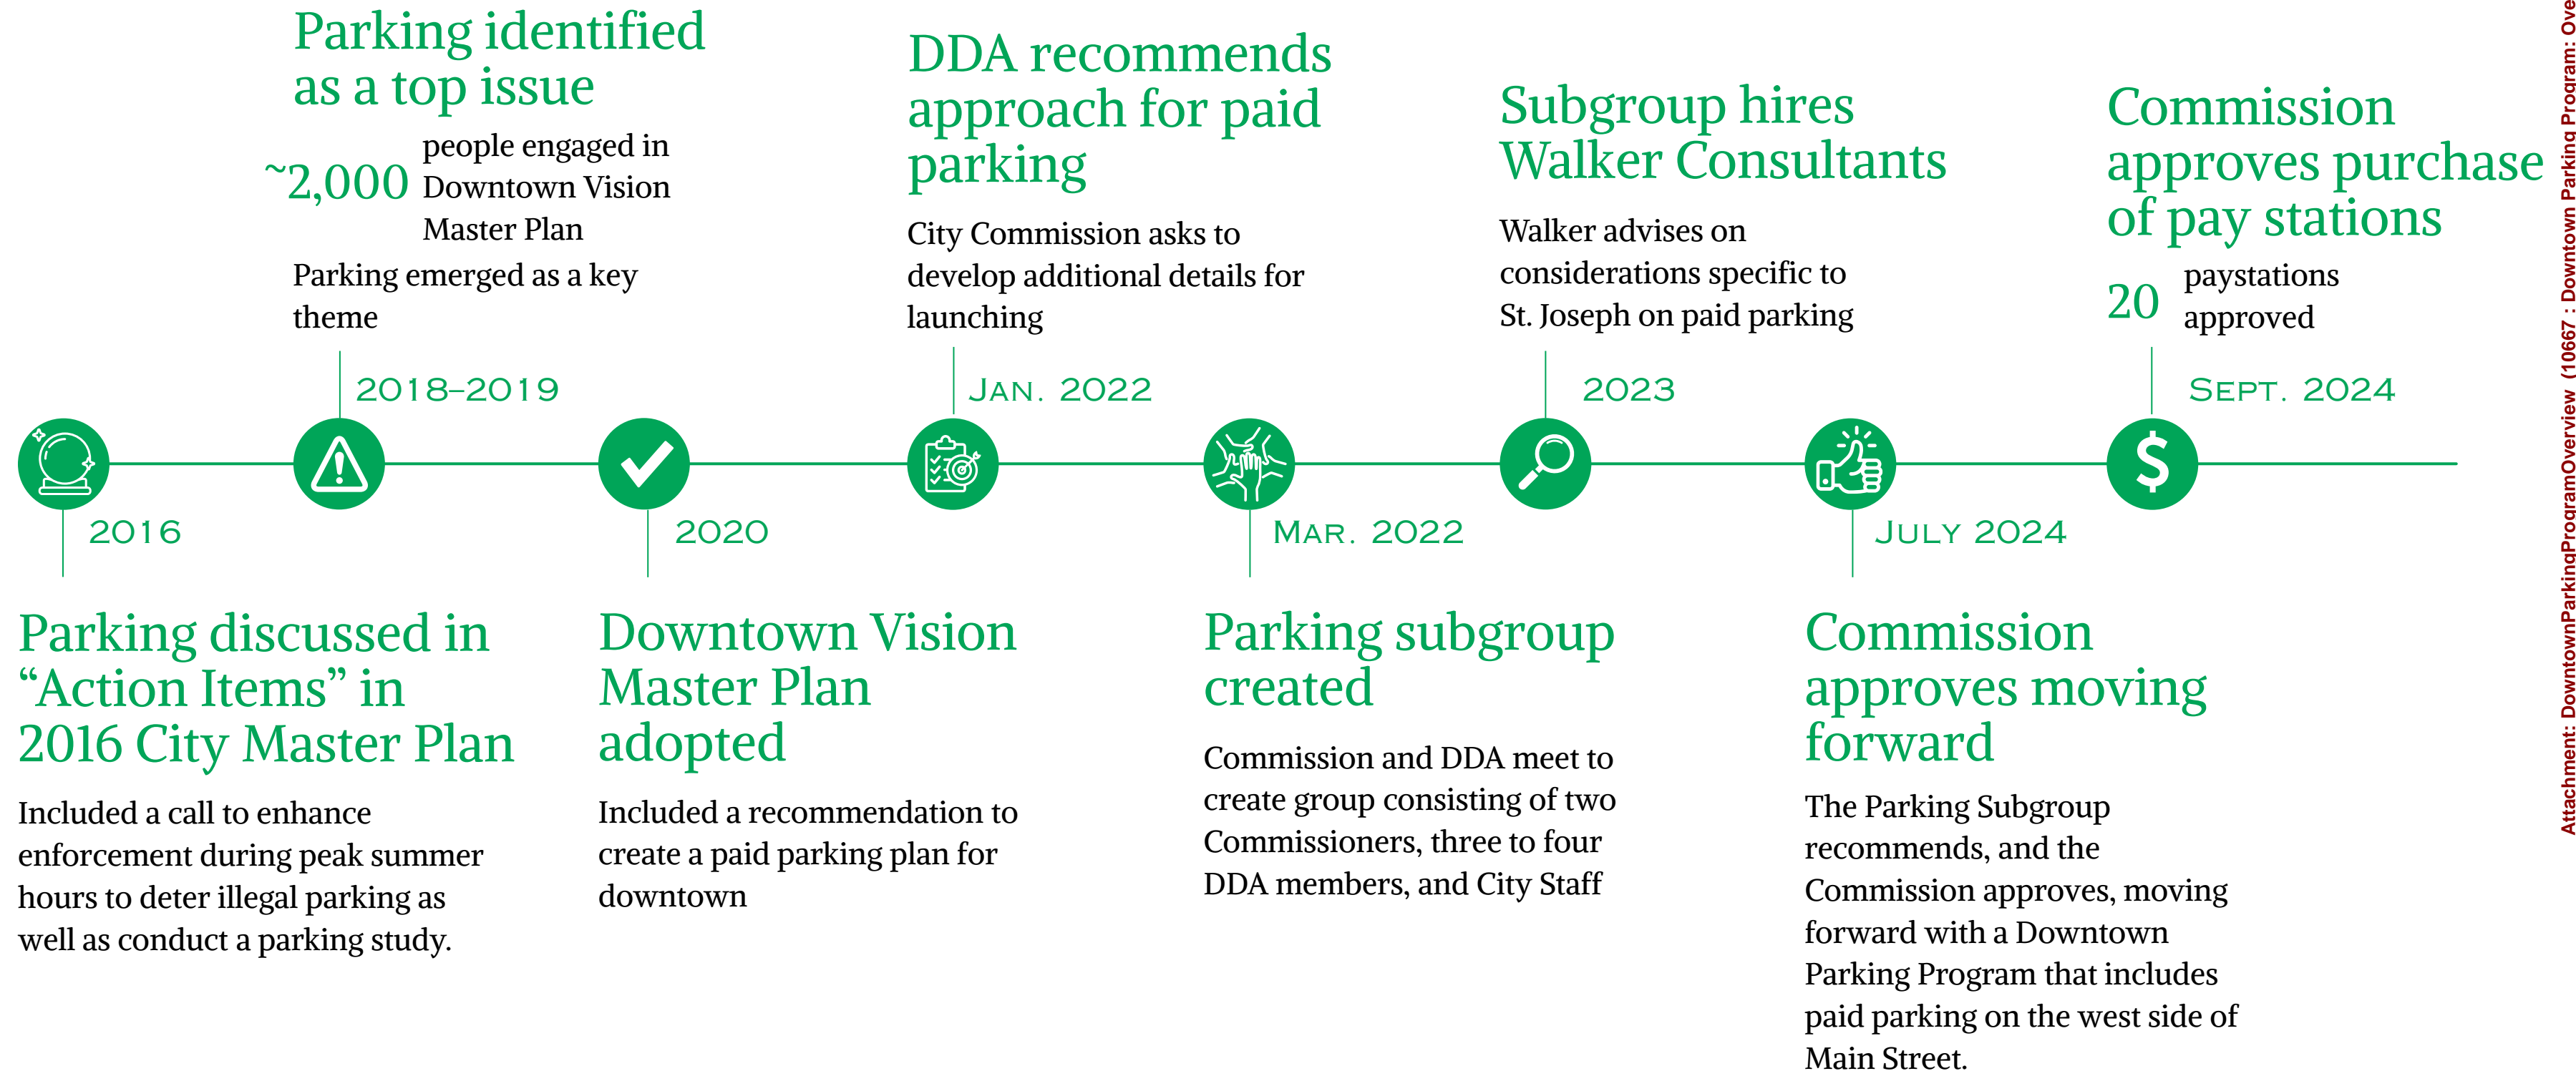 Parking identified
as a top issue
~2,000
people engaged in
Downtown Vision
Master Plan
Parking emerged as a key
theme
2018–2019
DDA recommends
approach for paid
parking
City Commission asks to
develop additional details for
launching
JAN. 2022
Subgroup hires
Walker Consultants
Walker advises on
considerations specific to
St. Joseph on paid parking
2023
Commission
approves purchase
of pay stations
20
paystations
approved
SEPT. 2024
$
2016
Parking discussed in
“Action Items” in
2016 City Master Plan
Included a call to enhance
enforcement during peak summer
hours to deter illegal parking as
well as conduct a parking study.
2020
Downtown Vision
Master Plan
adopted
Included a recommendation to
create a paid parking plan for
downtown
MAR. 2022
Parking subgroup
created
Commission and DDA meet to
create group consisting of two
Commissioners, three to four
DDA members, and City Staff
JULY 2024
Commission
approves moving
forward
The Parking Subgroup
recommends, and the
Commission approves, moving
forward with a Downtown
Parking Program that includes
paid parking on the west side of
Main Street.
Attachment: DowntownParkingProgramOverview (10667 : Downtown Parking Program: Ove